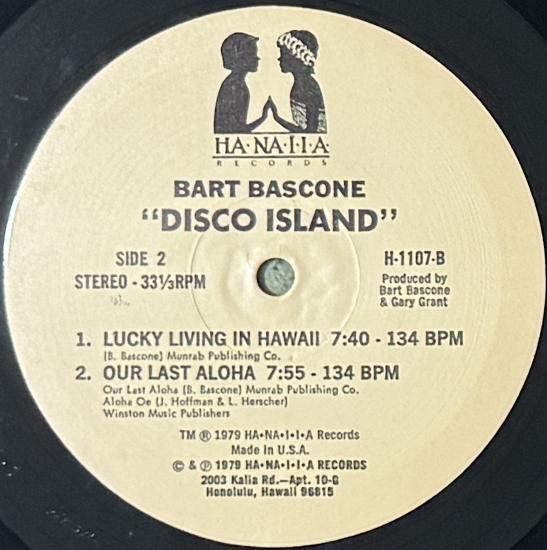 HA·NA·I·I·A
RECORDS
BART BASCONE
"DISCO ISLAND"
SIDE 2
STEREO - 33⅓RPM
H-1107-B
Produced by
Bart Bascone
& Gary Grant
1. LUCKY LIVING IN HAWAII 7:40 - 134 BPM
(B. Bascone) Munrab Publishing Co.
2. OUR LAST ALOHA 7:55 - 134 BPM
Our Last Aloha (B. Bascone) Munrab Publishing Co.
Aloha Oe (J. Hoffman & L. Herscher)
Winston Music Publishers
TM ® 1979 HA•NA•I•I•A Records
Made in U.S.A.
© & ℗ 1979 HA•NA•I•I•A RECORDS
2003 Kalia Rd.—Apt. 10-G
Honolulu, Hawaii 96815